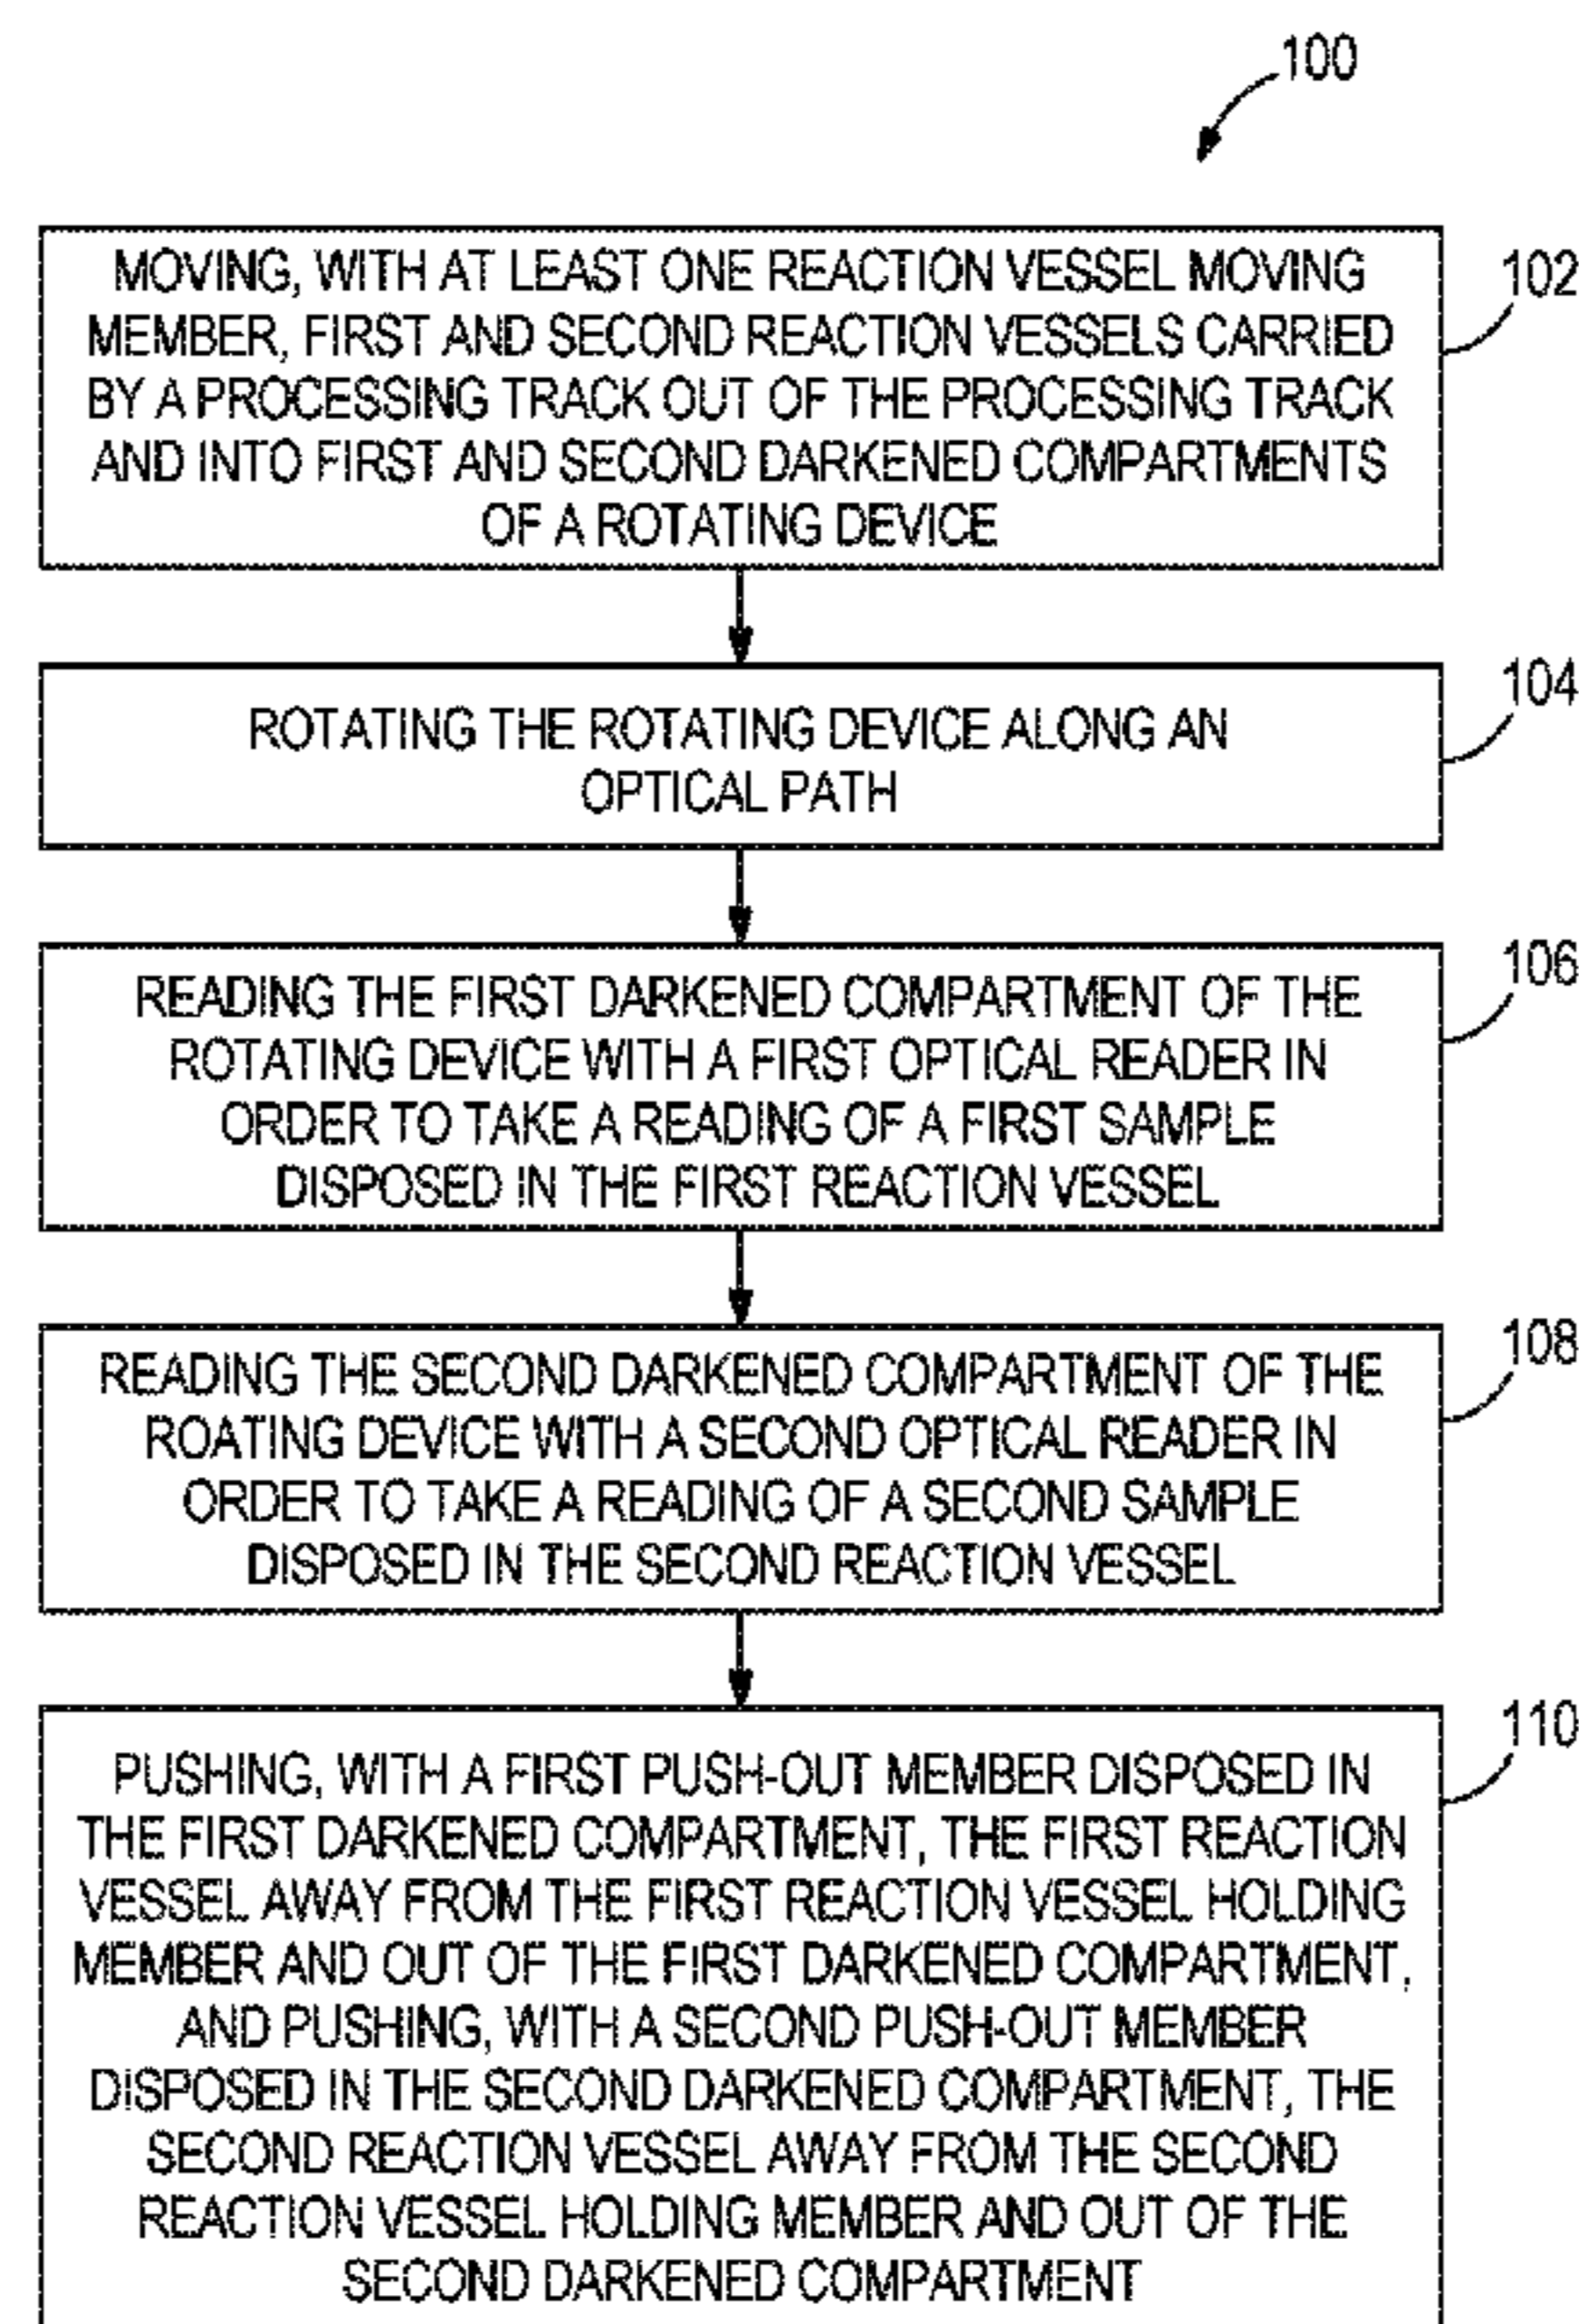 100
MOVING, WITH AT LEAST ONE REACTION VESSEL MOVING
MEMBER, FIRST AND SECOND REACTION VESSELS CARRIED
BY A PROCESSING TRACK OUT OF THE PROCESSING TRACK
AND INTO FIRST AND SECOND DARKENED COMPARTMENTS
OF A ROTATING DEVICE
102
ROTATING THE ROTATING DEVICE ALONG AN
OPTICAL PATH
104
READING THE FIRST DARKENED COMPARTMENT OF THE
ROTATING DEVICE WITH A FIRST OPTICAL READER IN
ORDER TO TAKE A READING OF A FIRST SAMPLE
DISPOSED IN THE FIRST REACTION VESSEL
106
READING THE SECOND DARKENED COMPARTMENT OF THE
ROATING DEVICE WITH A SECOND OPTICAL READER IN
ORDER TO TAKE A READING OF A SECOND SAMPLE
DISPOSED IN THE SECOND REACTION VESSEL
108
PUSHING, WITH A FIRST PUSH-OUT MEMBER DISPOSED IN
THE FIRST DARKENED COMPARTMENT, THE FIRST REACTION
VESSEL AWAY FROM THE FIRST REACTION VESSEL HOLDING
MEMBER AND OUT OF THE FIRST DARKENED COMPARTMENT,
AND PUSHING, WITH A SECOND PUSH-OUT MEMBER
DISPOSED IN THE SECOND DARKENED COMPARTMENT, THE
SECOND REACTION VESSEL AWAY FROM THE SECOND
REACTION VESSEL HOLDING MEMBER AND OUT OF THE
SECOND DARKENED COMPARTMENT
110